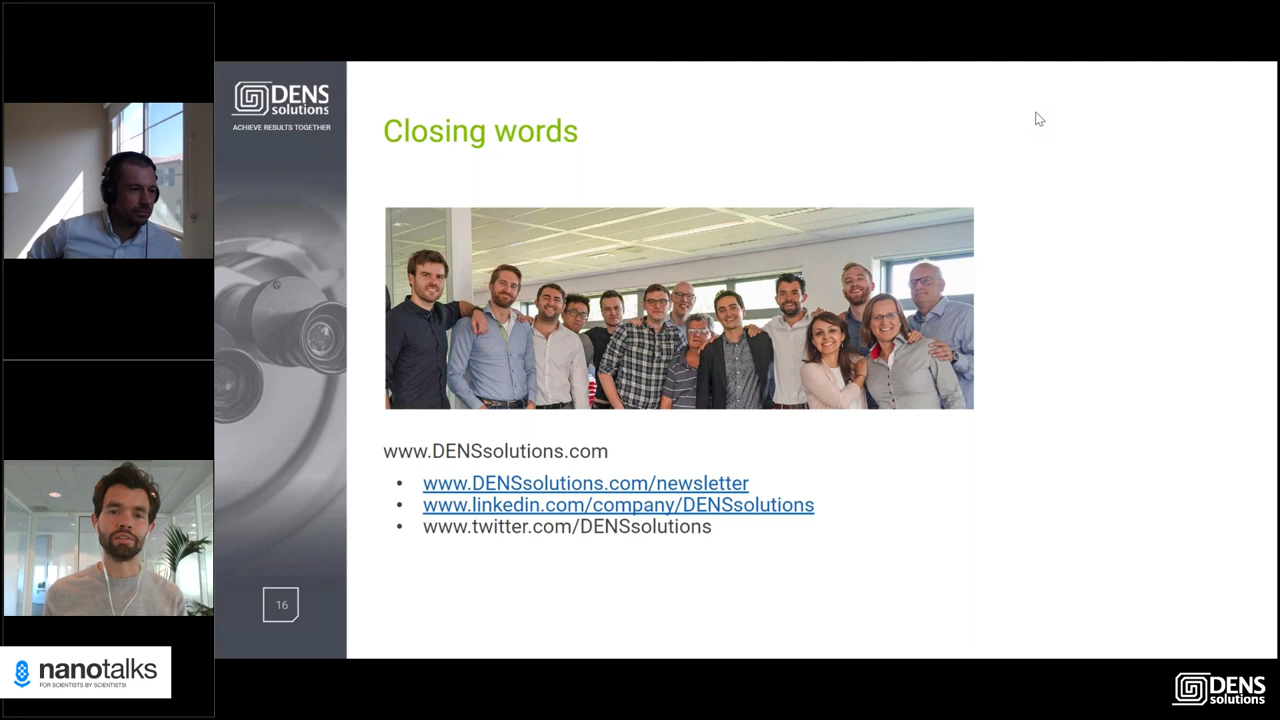 DENS
solutions
ACHIEVE RESULTS TOGETHER
Closing words
www.DENSsolutions.com
• www.DENSsolutions.com/newsletter
• www.linkedin.com/company/DENSsolutions
• www.twitter.com/DENSsolutions
16
nanotalks
FOR SCIENTISTS BY SCIENTISTS!
DENS
solutions